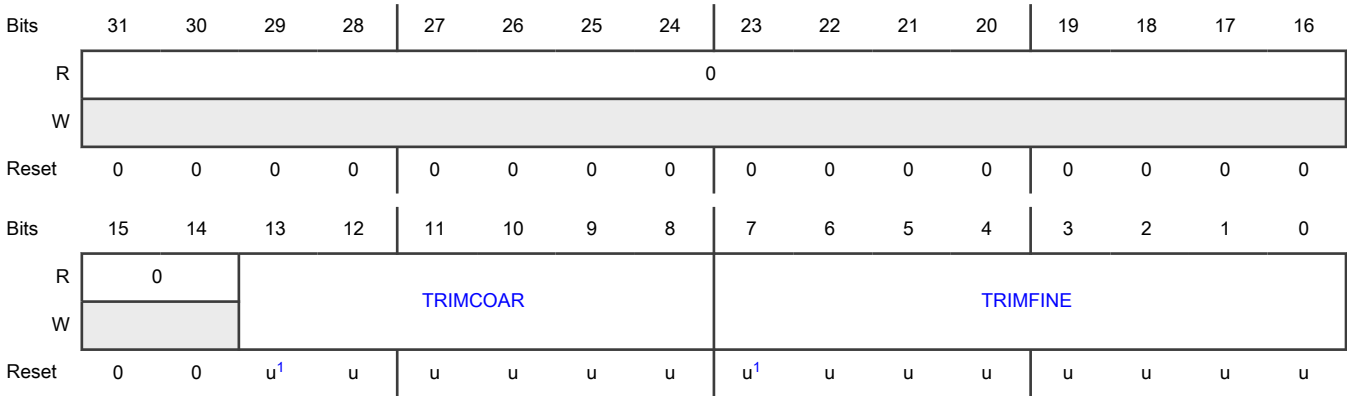 Bits 31 30 29 28 27 26 25 24 23 22 21 20 19 18 17 16
R 0
W
Reset 0 0 0 0 0 0 0 0 0 0 0 0 0 0 0 0
Bits 15 14 13 12 11 10 9 8 7 6 5 4 3 2 1 0
R 0 TRIMCOAR TRIMFINE
W
Reset 0 0 u1 u u u u u u1 u u u u u u u